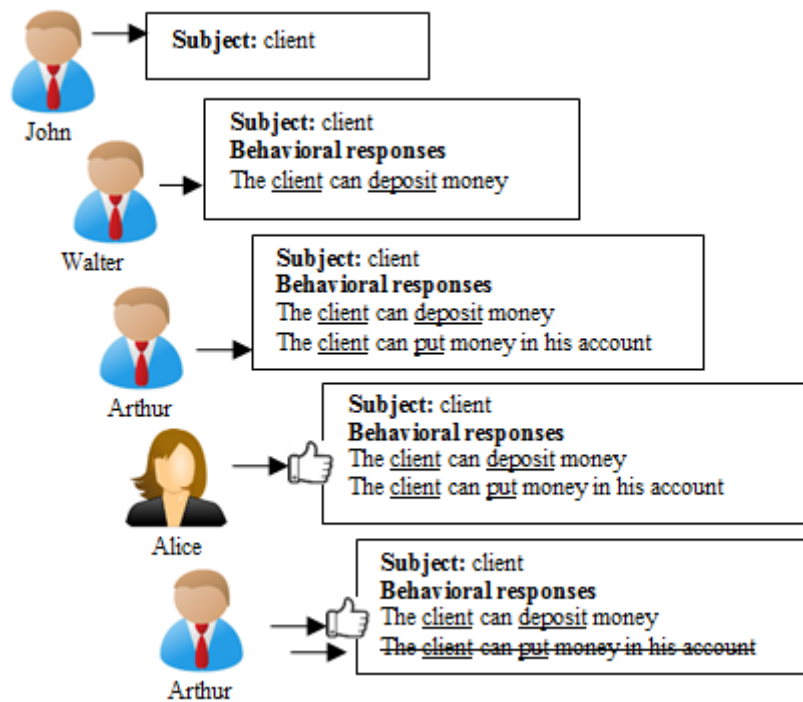 Subject: client
John
Subject: client
Behavioral responses
The client can deposit money
Walter
Subject: client
Behavioral responses
The client can deposit money
The client can put money in his account
Arthur
Subject: client
Behavioral responses
The client can deposit money
The client can put money in his account
Alice
Subject: client
Behavioral responses
The client can deposit money
The client can put money in his account
Arthur